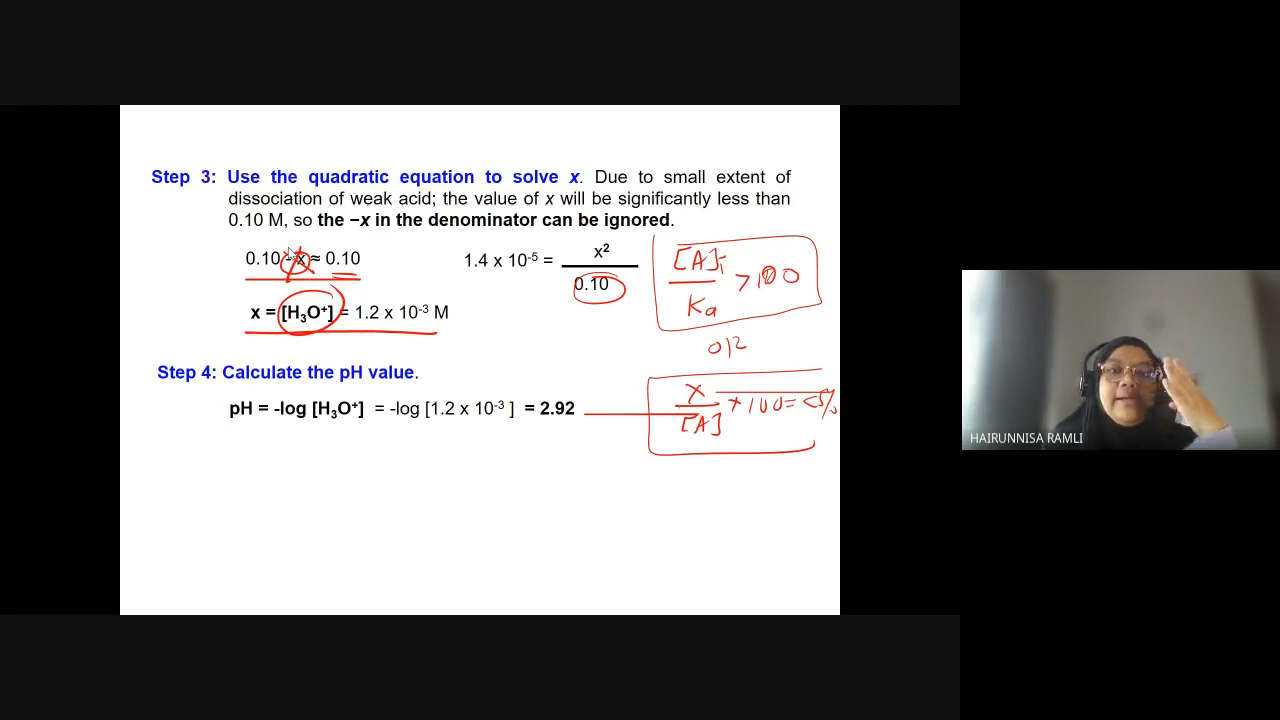 Step 3: Use the quadratic equation to solve x. Due to small extent of
dissociation of weak acid; the value of x will be significantly less than
0.10 M, so the −x in the denominator can be ignored.
0.10 - x ≈ 0.10
1.4 x 10⁻⁵ = x² / 0.10
[A]i / Ka > 100
x = [H₃O⁺] = 1.2 x 10⁻³ M
or
Step 4: Calculate the pH value.
pH = -log [H₃O⁺] = -log [1.2 x 10⁻³ ] = 2.92
x / [A] × 100 = <5%
HAIRUNNISA RAMLI